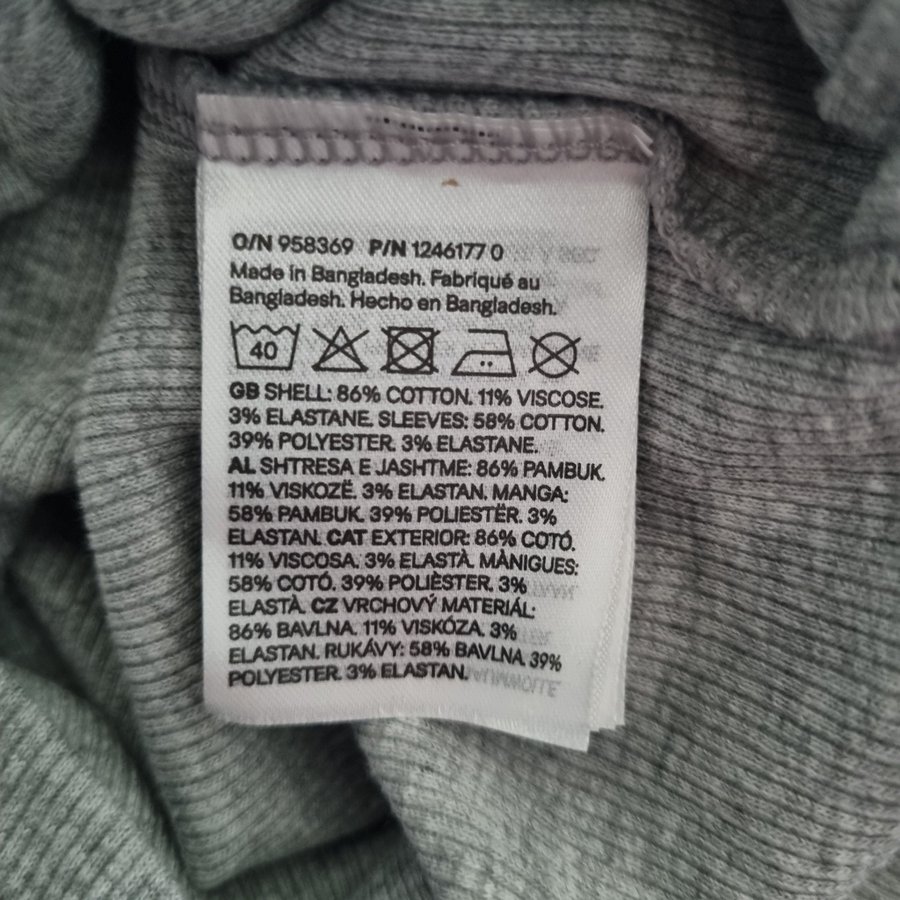 O/N 958369 P/N 1246177 0
Made in Bangladesh. Fabriqué au
Bangladesh. Hecho en Bangladesh.
40
GB SHELL: 86% COTTON. 11% VISCOSE.
3% ELASTANE. SLEEVES: 58% COTTON.
39% POLYESTER. 3% ELASTANE.
AL SHTRESA E JASHTME: 86% PAMBUK.
11% VISKOZË. 3% ELASTAN. MANGA:
58% PAMBUK. 39% POLIESTËR. 3%
ELASTAN. CAT EXTERIOR: 86% COTÓ.
11% VISCOSA. 3% ELASTÀ. MÀNIGUES:
58% COTÓ. 39% POLIÈSTER. 3%
ELASTÀ. CZ VRCHOVÝ MATERIÁL:
86% BAVLNA. 11% VISKÓZA. 3%
ELASTAN. RUKÁVY: 58% BAVLNA. 39%
POLYESTER. 3% ELASTAN.